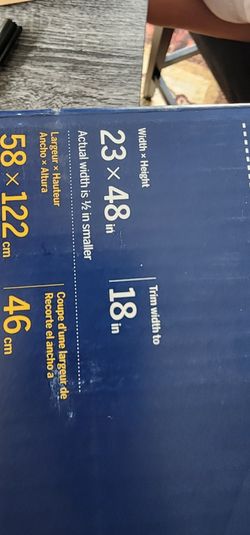 Width × Height
23 × 48 in
Actual width is ½ in smaller
Trim width to
18 in
Largeur × Hauteur
Ancho × Altura
58 × 122 cm
Coupe d'une largeur de
Recorte el ancho a
46 cm